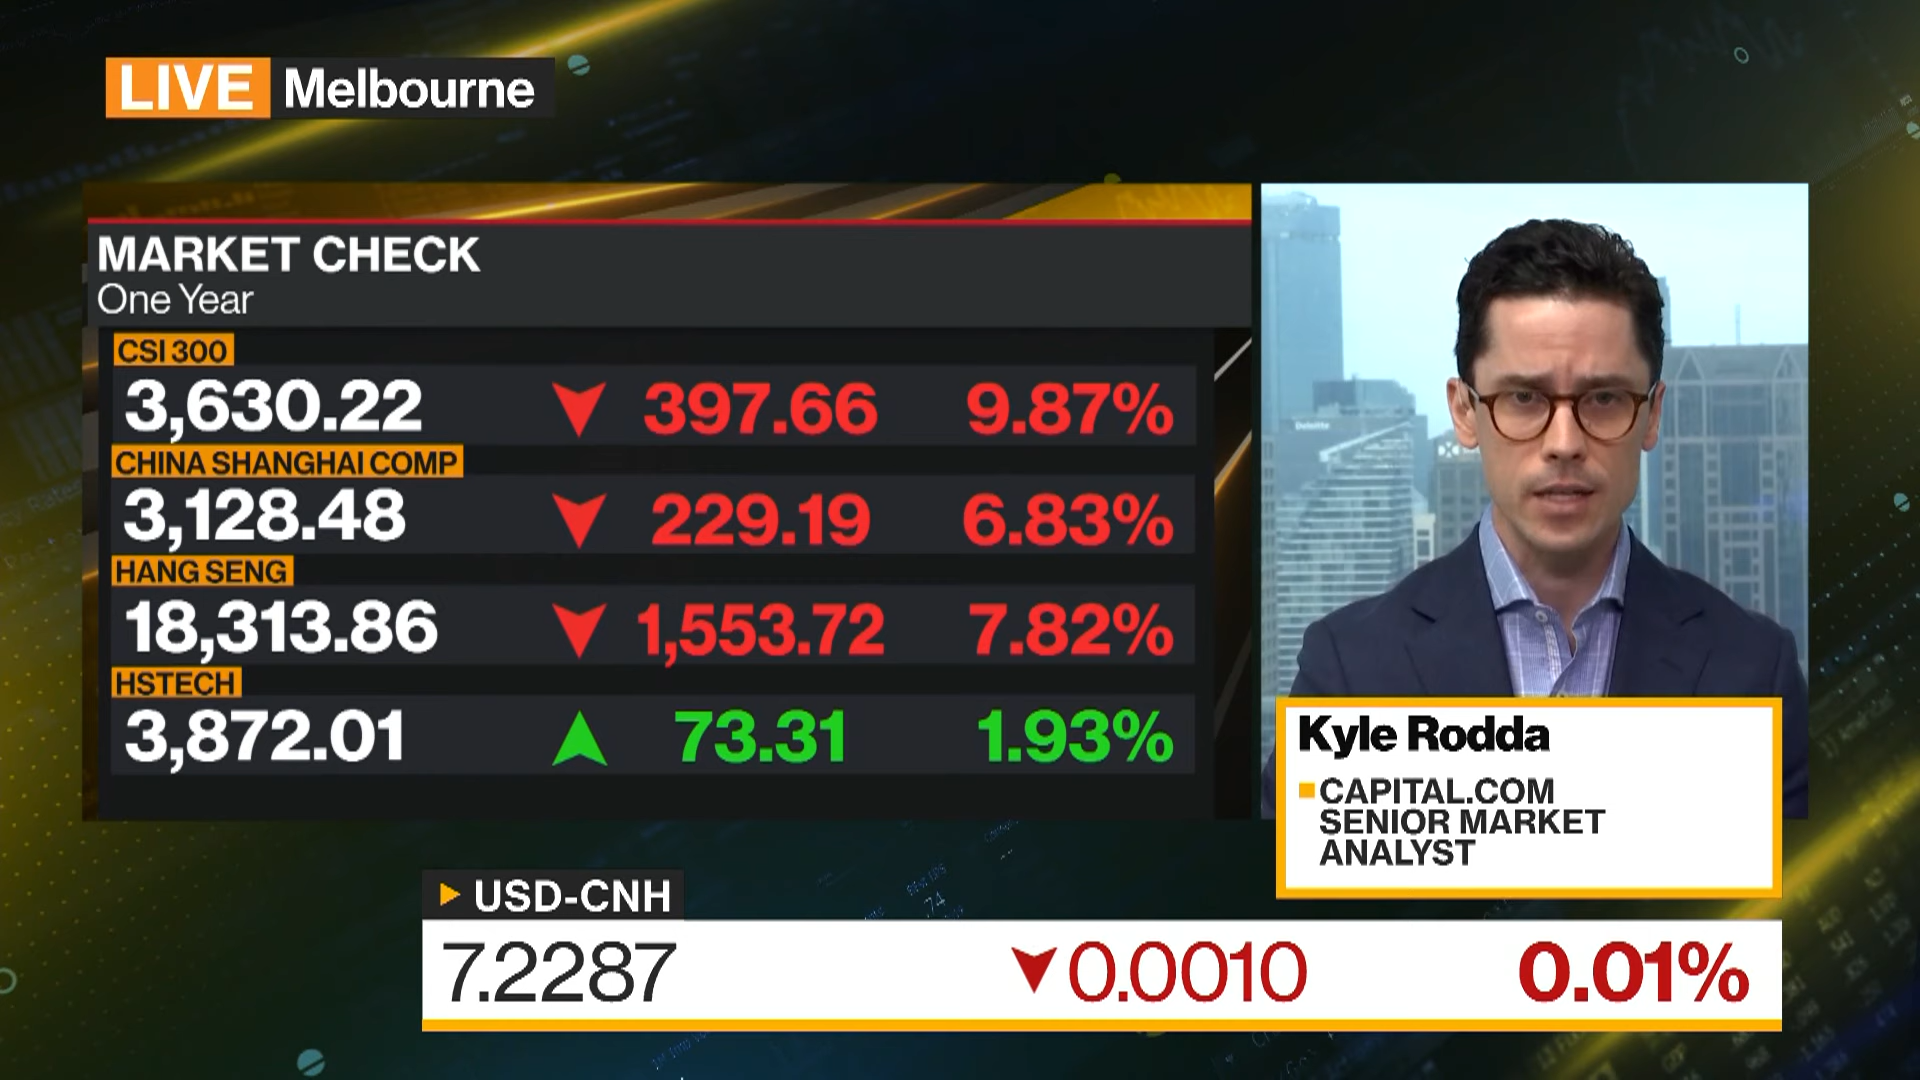 LIVE Melbourne
MARKET CHECK
One Year
CSI 300
3,630.22 ▼ 397.66 9.87%
CHINA SHANGHAI COMP
3,128.48 ▼ 229.19 6.83%
HANG SENG
18,313.86 ▼ 1,553.72 7.82%
HSTECH
3,872.01 ▲ 73.31 1.93%
Deloitte
Kyle Rodda
CAPITAL.COM
SENIOR MARKET
ANALYST
USD-CNH
7.2287 ▼ 0.0010 0.01%